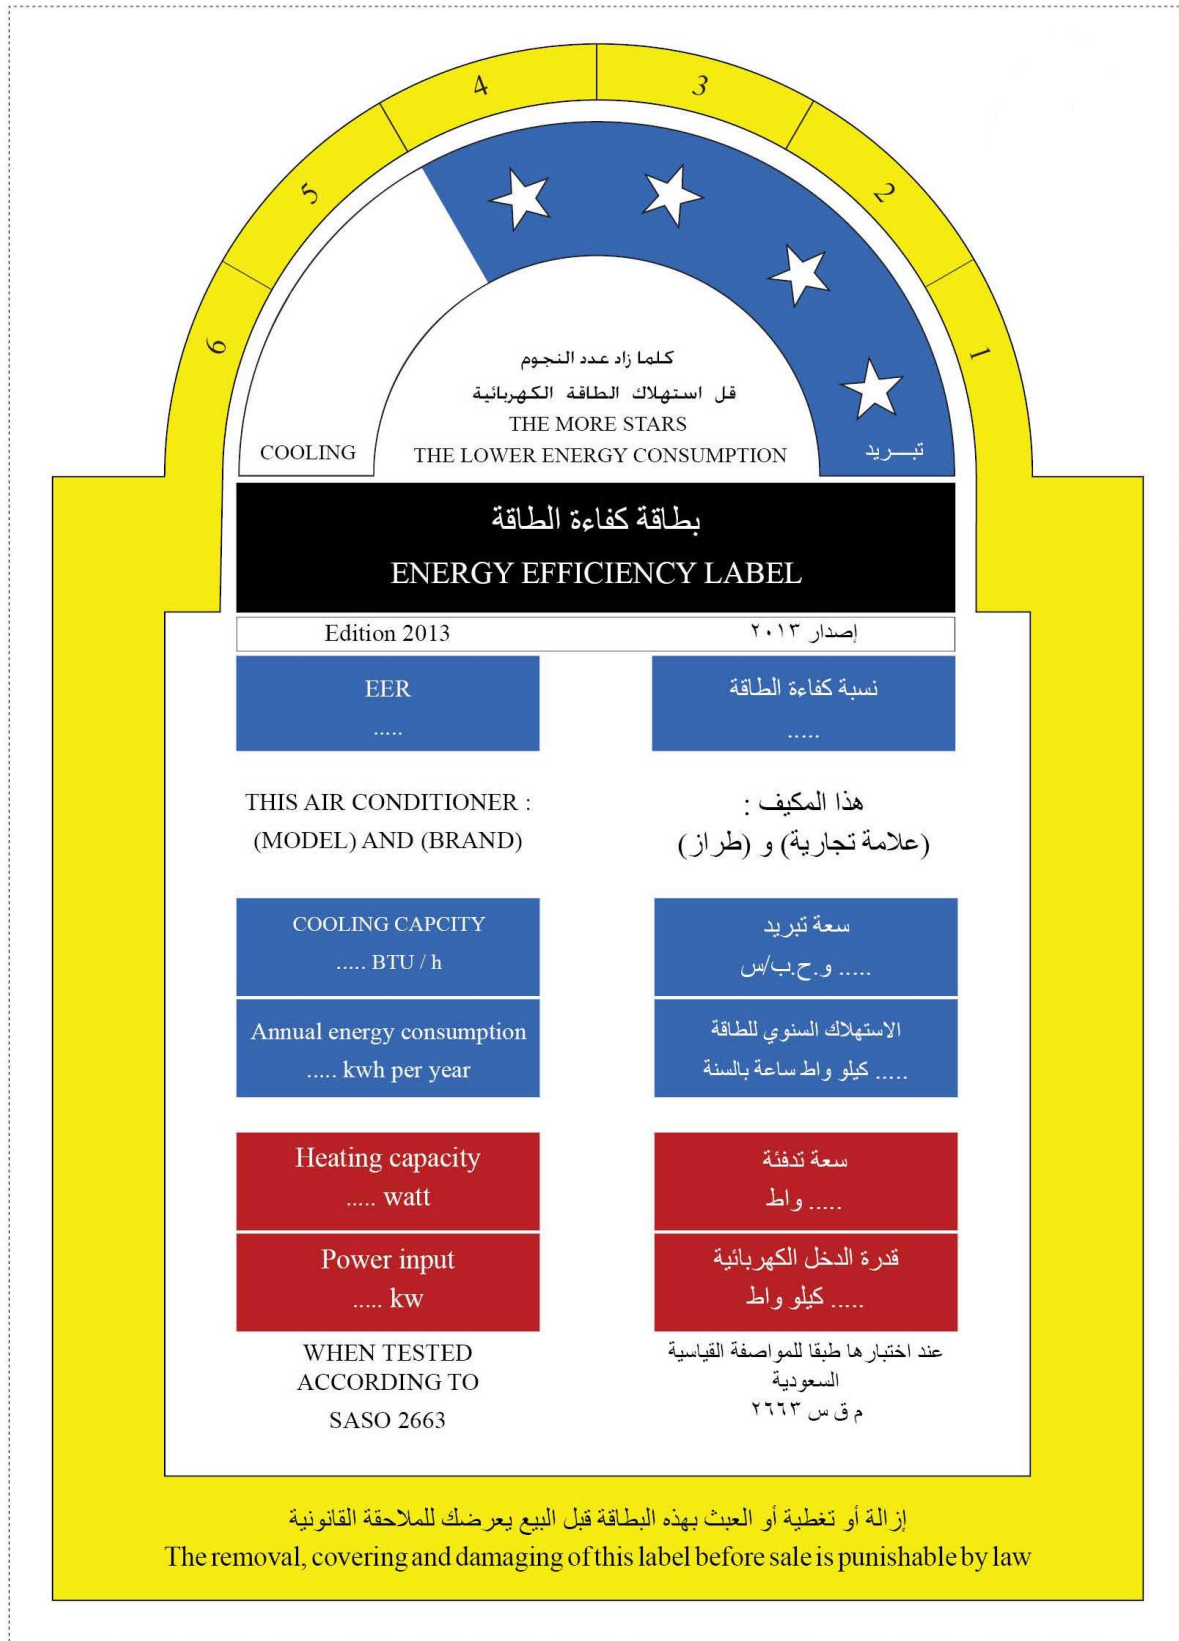 4
3
5
2
6
1
كلما زاد عدد النجوم
قل استهلاك الطاقة الكهربائية
THE MORE STARS
THE LOWER ENERGY CONSUMPTION
COOLING
تبـــريد
بطاقة كفاءة الطاقة
ENERGY EFFICIENCY LABEL
Edition 2013
إصدار ٢٠١٣
EER
.....
نسبة كفاءة الطاقة
.....
THIS AIR CONDITIONER :
(MODEL) AND (BRAND)
هذا المكيف :
(علامة تجارية) و (طراز)
COOLING CAPCITY
..... BTU / h
سعة تبريد
..... و.ح.ب/س
Annual energy consumption
..... kwh per year
الاستهلاك السنوي للطاقة
..... كيلو واط ساعة بالسنة
Heating capacity
..... watt
سعة تدفئة
..... واط
Power input
..... kw
قدرة الدخل الكهربائية
..... كيلو واط
WHEN TESTED
ACCORDING TO
SASO 2663
عند اختبارها طبقا للمواصفة القياسية
السعودية
م ق س ٢٦٦٣
إزالة أو تغطية أو العبث بهذه البطاقة قبل البيع يعرضك للملاحقة القانونية
The removal, covering and damaging of this label before sale is punishable by law